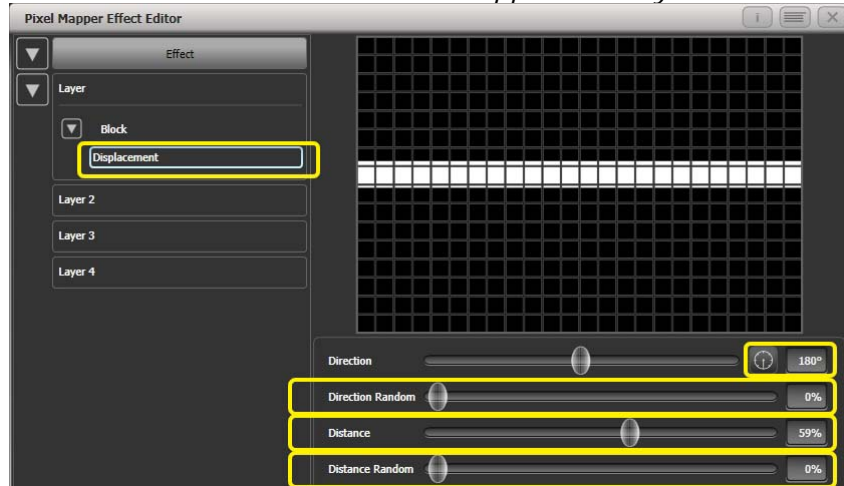 Pixel Mapper Effect Editor
Effect
Layer
Block
Displacement
Layer 2
Layer 3
Layer 4
Direction 180°
Direction Random 0%
Distance 59%
Distance Random 0%